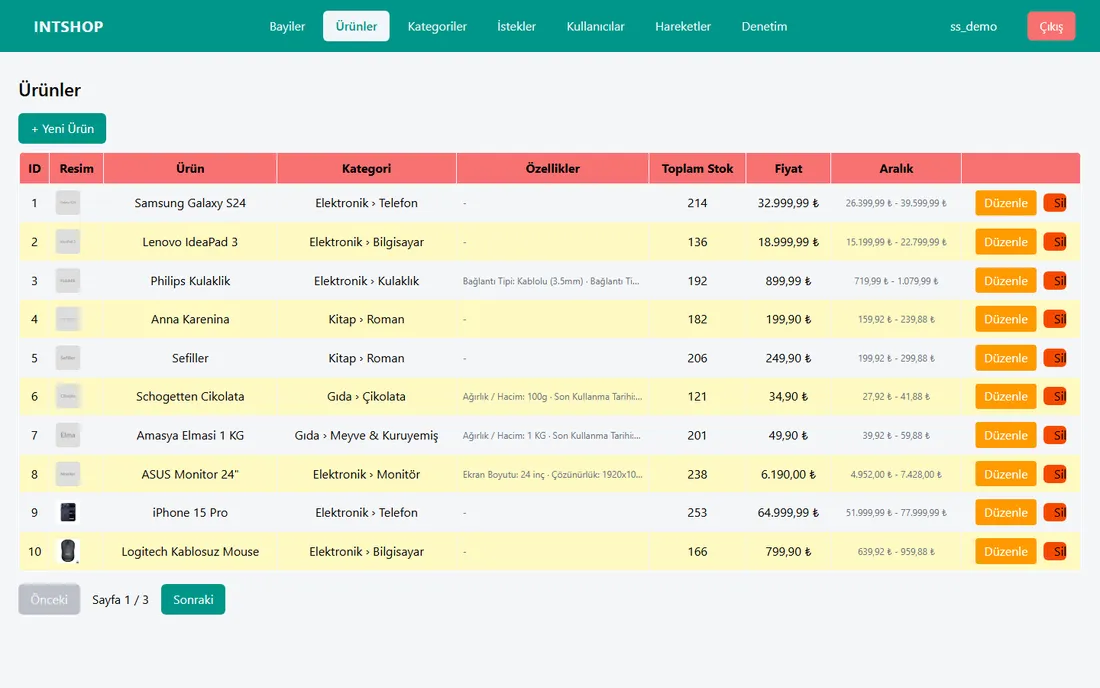 INTSHOP Bayiler Ürünler Kategoriler İstekler Kullanıcılar Hareketler Denetim ss_demo Çıkış
Ürünler
+ Yeni Ürün
ID Resim Ürün Kategori Özellikler Toplam Stok Fiyat Aralık
1 Samsung Galaxy S24 Elektronik › Telefon - 214 32.999,99 ₺ 26.399,99 ₺ - 39.599,99 ₺ Düzenle Sil
2 Lenovo IdeaPad 3 Elektronik › Bilgisayar - 136 18.999,99 ₺ 15.199,99 ₺ - 22.799,99 ₺ Düzenle Sil
3 Philips Kulaklik Elektronik › Kulaklık Bağlantı Tipi: Kablolu (3.5mm) · Bağlantı Ti... 192 899,99 ₺ 719,99 ₺ - 1.079,99 ₺ Düzenle Sil
4 Anna Karenina Kitap › Roman - 182 199,90 ₺ 159,92 ₺ - 239,88 ₺ Düzenle Sil
5 Sefiller Sefiller Kitap › Roman - 206 249,90 ₺ 199,92 ₺ - 299,88 ₺ Düzenle Sil
6 Schogetten Cikolata Gıda › Çikolata Ağırlık / Hacim: 100g · Son Kullanma Tarihi:... 121 34,90 ₺ 27,92 ₺ - 41,88 ₺ Düzenle Sil
7 Elma Amasya Elmasi 1 KG Gıda › Meyve & Kuruyemiş Ağırlık / Hacim: 1 KG · Son Kullanma Tarihi:... 201 49,90 ₺ 39,92 ₺ - 59,88 ₺ Düzenle Sil
8 Monitor ASUS Monitor 24" Elektronik › Monitör Ekran Boyutu: 24 inç · Çözünürlük: 1920x10... 238 6.190,00 ₺ 4.952,00 ₺ - 7.428,00 ₺ Düzenle Sil
9 iPhone 15 Pro Elektronik › Telefon - 253 64.999,99 ₺ 51.999,99 ₺ - 77.999,99 ₺ Düzenle Sil
10 Logitech Kablosuz Mouse Elektronik › Bilgisayar - 166 799,90 ₺ 639,92 ₺ - 959,88 ₺ Düzenle Sil
Önceki Sayfa 1 / 3 Sonraki